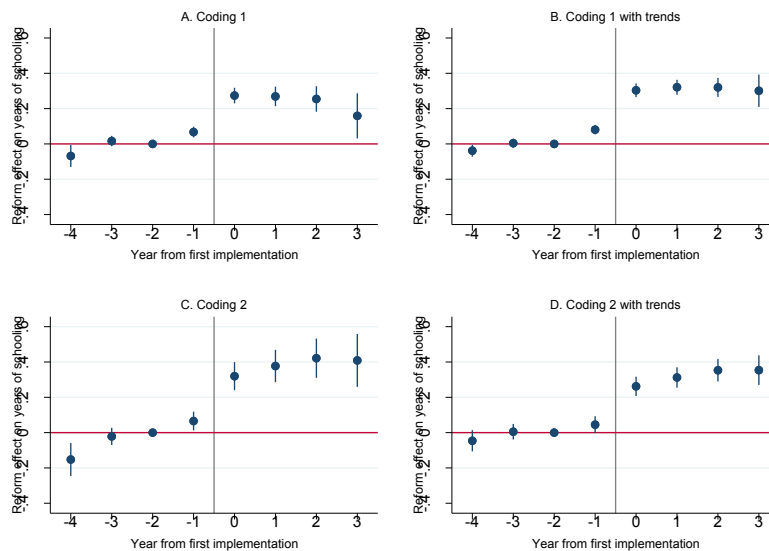 A. Coding 1
Reform effect on years of schooling
.6
.4
.2
0
-.2
-.4
-4 -3 -2 -1 0 1 2 3
Year from first implementation
B. Coding 1 with trends
Reform effect on years of schooling
.6
.4
.2
0
-.2
-.4
-4 -3 -2 -1 0 1 2 3
Year from first implementation
C. Coding 2
Reform effect on years of schooling
.6
.4
.2
0
-.2
-.4
-4 -3 -2 -1 0 1 2 3
Year from first implementation
D. Coding 2 with trends
Reform effect on years of schooling
.6
.4
.2
0
-.2
-.4
-4 -3 -2 -1 0 1 2 3
Year from first implementation